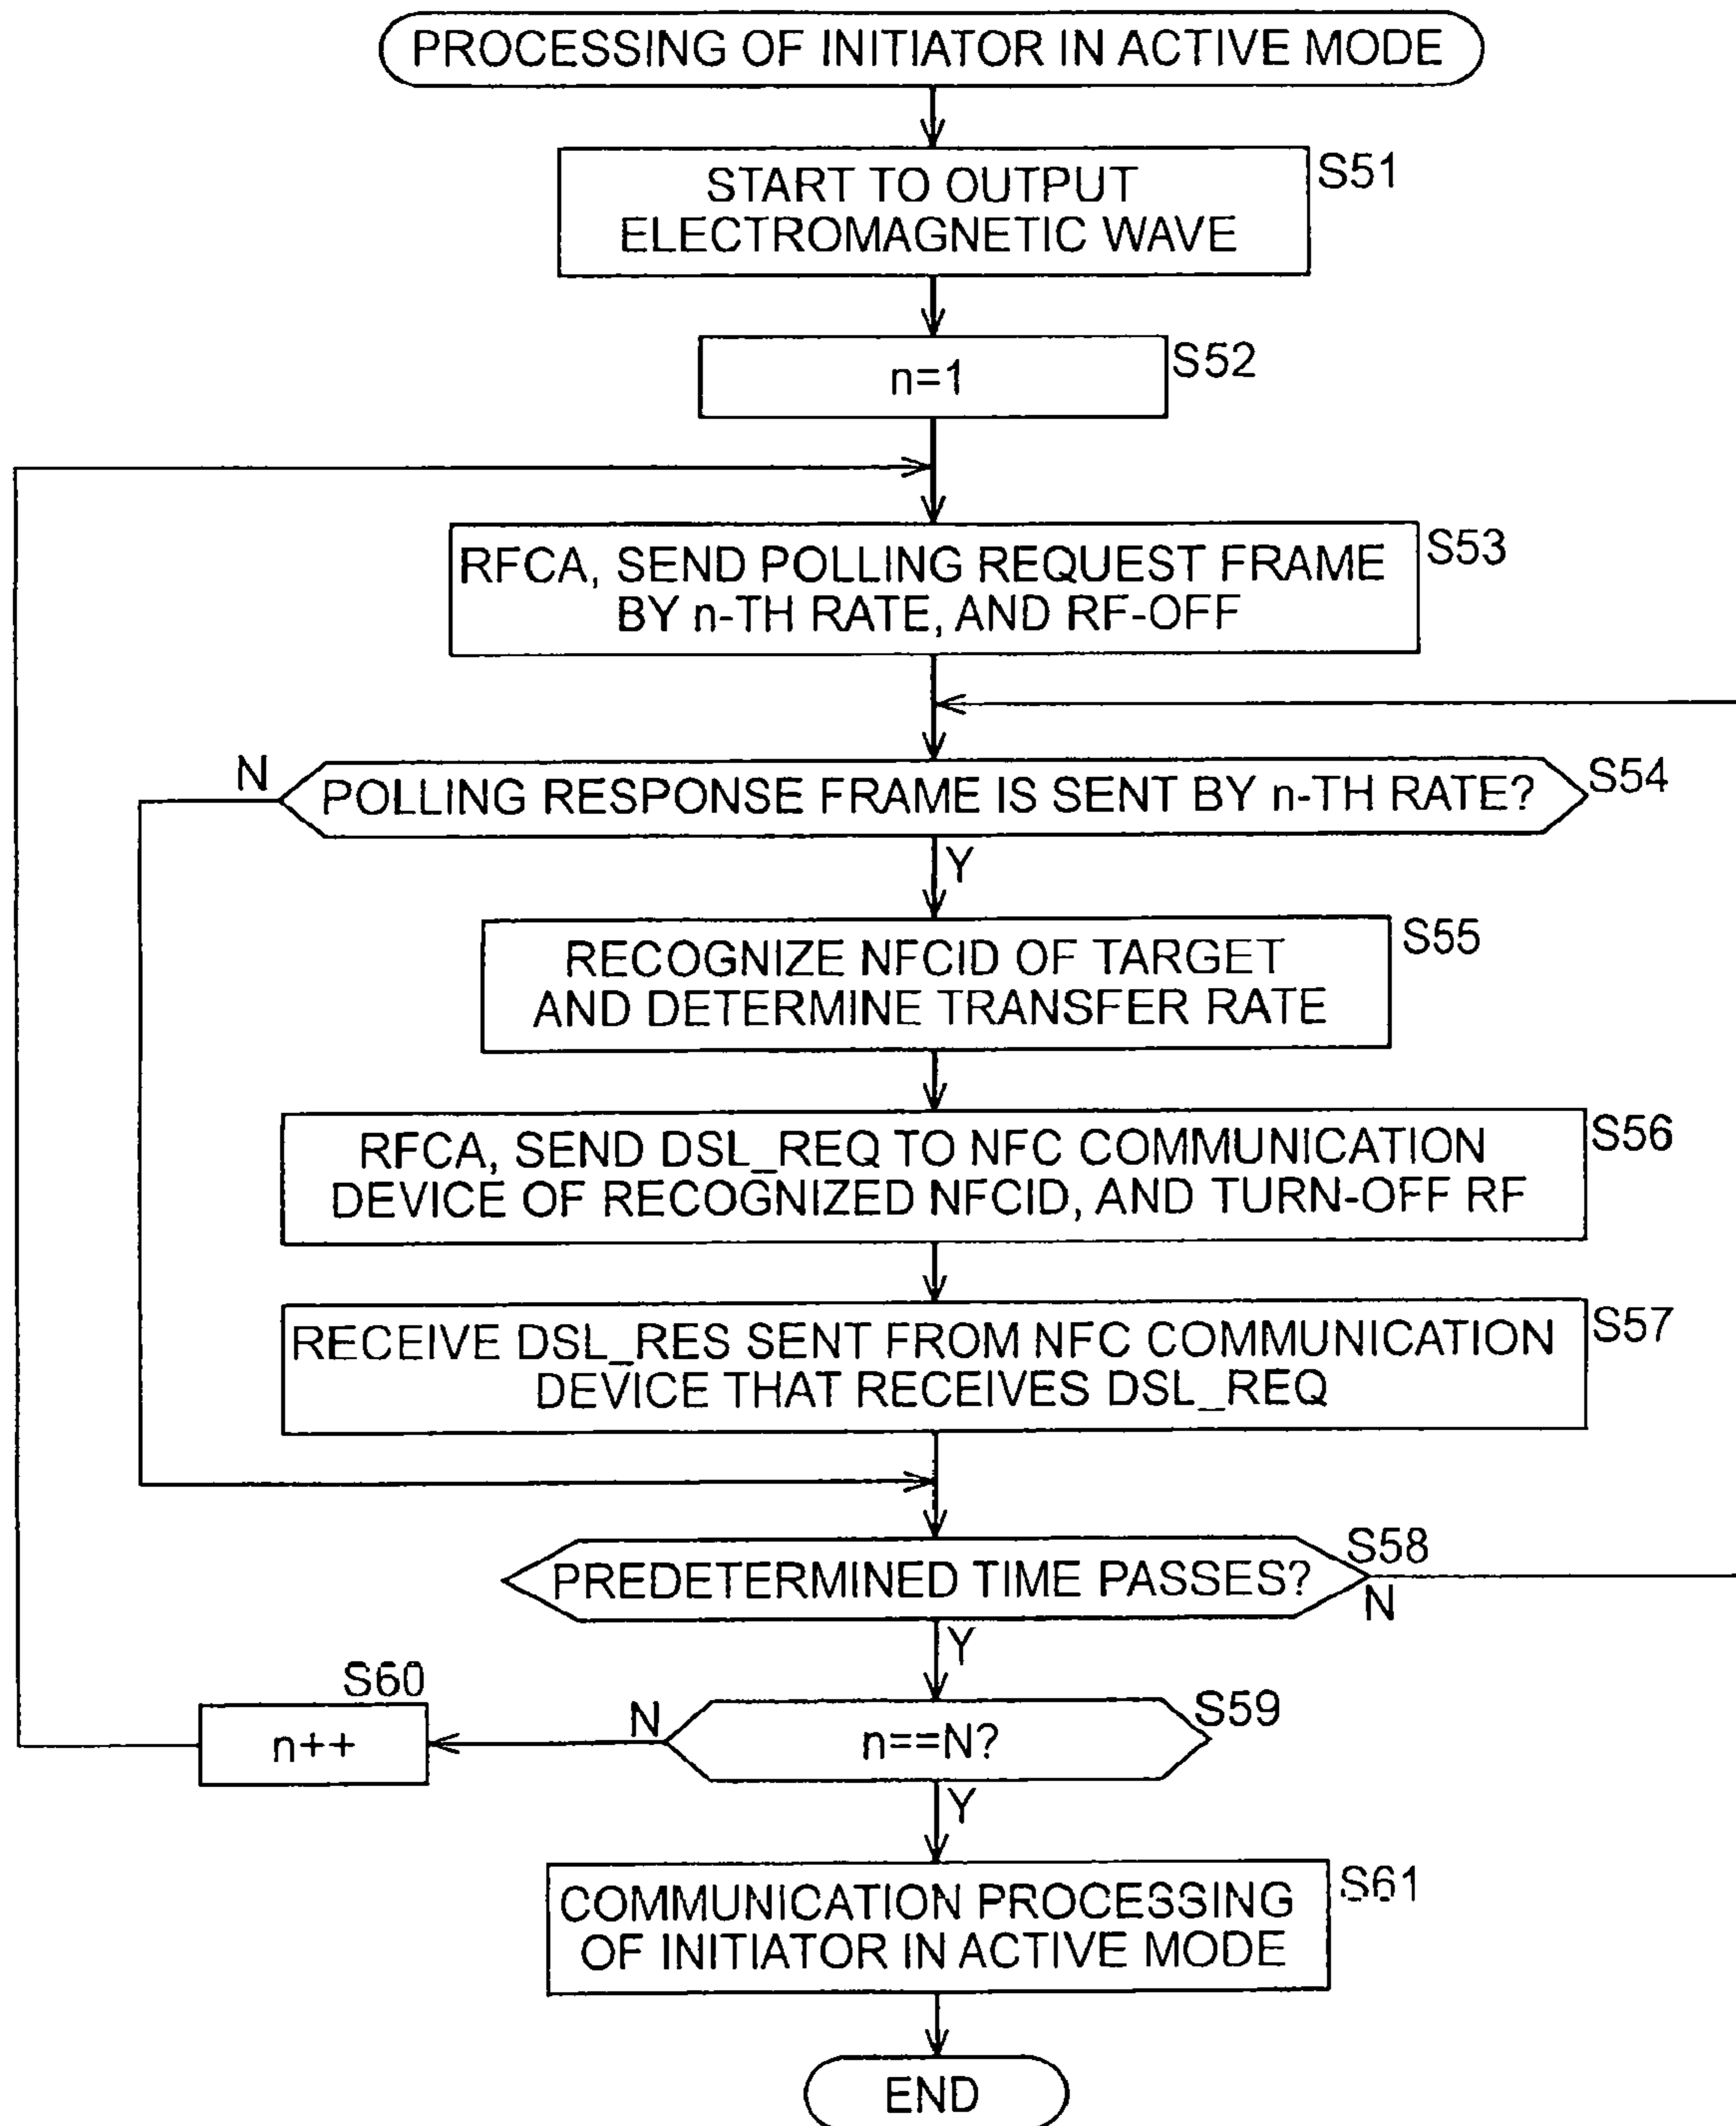 PROCESSING OF INITIATOR IN ACTIVE MODE
START TO OUTPUT
ELECTROMAGNETIC WAVE
S51
n=1
S52
RFCA, SEND POLLING REQUEST FRAME
BY n-TH RATE, AND RF-OFF
S53
N
POLLING RESPONSE FRAME IS SENT BY n-TH RATE?
S54
Y
RECOGNIZE NFCID OF TARGET
AND DETERMINE TRANSFER RATE
S55
RFCA, SEND DSL_REQ TO NFC COMMUNICATION
DEVICE OF RECOGNIZED NFCID, AND TURN-OFF RF
S56
RECEIVE DSL_RES SENT FROM NFC COMMUNICATION
DEVICE THAT RECEIVES DSL_REQ
S57
PREDETERMINED TIME PASSES?
S58
N
Y
S60
n++
N
n==N?
S59
Y
COMMUNICATION PROCESSING
OF INITIATOR IN ACTIVE MODE
S61
END